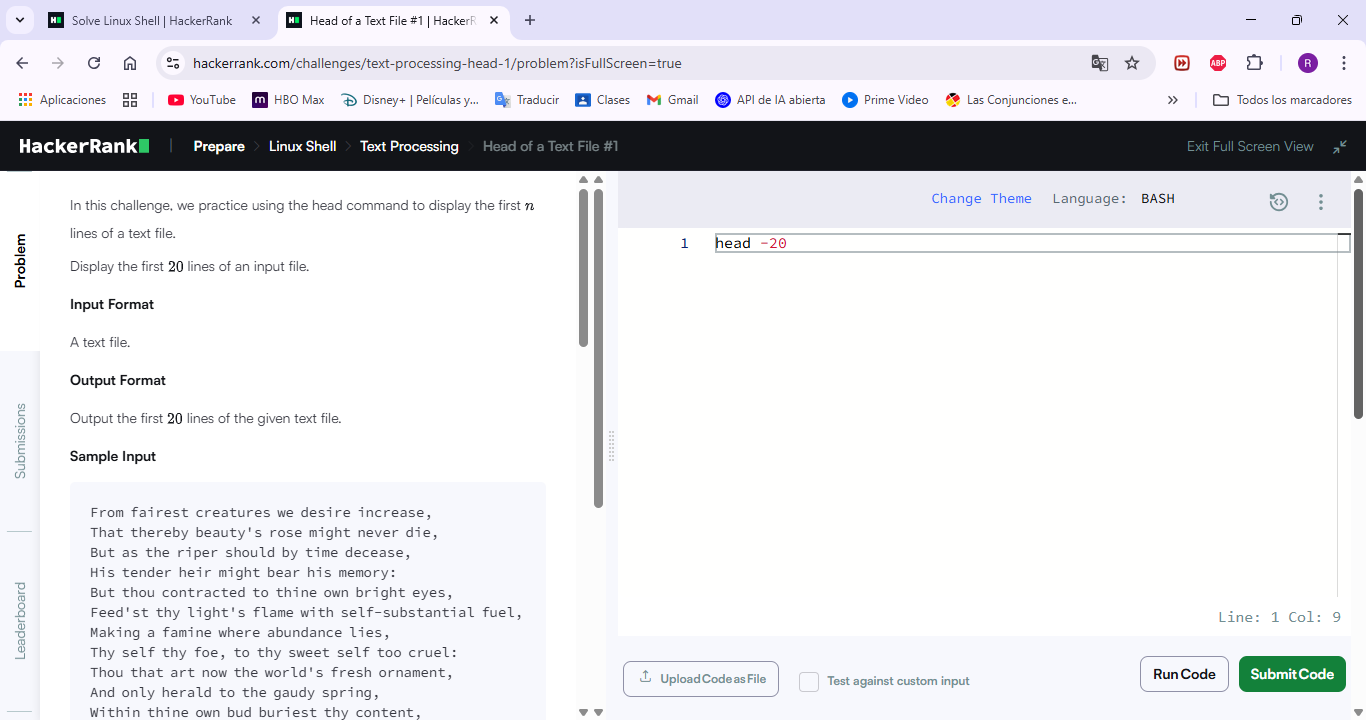 Solve Linux Shell | HackerRank
Head of a Text File #1 | HackerR
hackerrank.com/challenges/text-processing-head-1/problem?isFullScreen=true
ABP
R
Aplicaciones
YouTube
HBO Max
Disney+ | Películas y...
Traducir
Clases
Gmail
API de IA abierta
Prime Video
Las Conjunciones e...
Todos los marcadores
HackerRank
Prepare
Linux Shell
Text Processing
Head of a Text File #1
Exit Full Screen View
Problem
Submissions
Leaderboard
In this challenge, we practice using the head command to display the first n
lines of a text file.
Display the first 20 lines of an input file.
Input Format
A text file.
Output Format
Output the first 20 lines of the given text file.
Sample Input
From fairest creatures we desire increase,
That thereby beauty's rose might never die,
But as the riper should by time decease,
His tender heir might bear his memory:
But thou contracted to thine own bright eyes,
Feed'st thy light's flame with self-substantial fuel,
Making a famine where abundance lies,
Thy self thy foe, to thy sweet self too cruel:
Thou that art now the world's fresh ornament,
And only herald to the gaudy spring,
Within thine own bud buriest thy content,
Change Theme Language: BASH
1 head -20
Line: 1 Col: 9
Upload Code as File
Test against custom input
Run Code
Submit Code